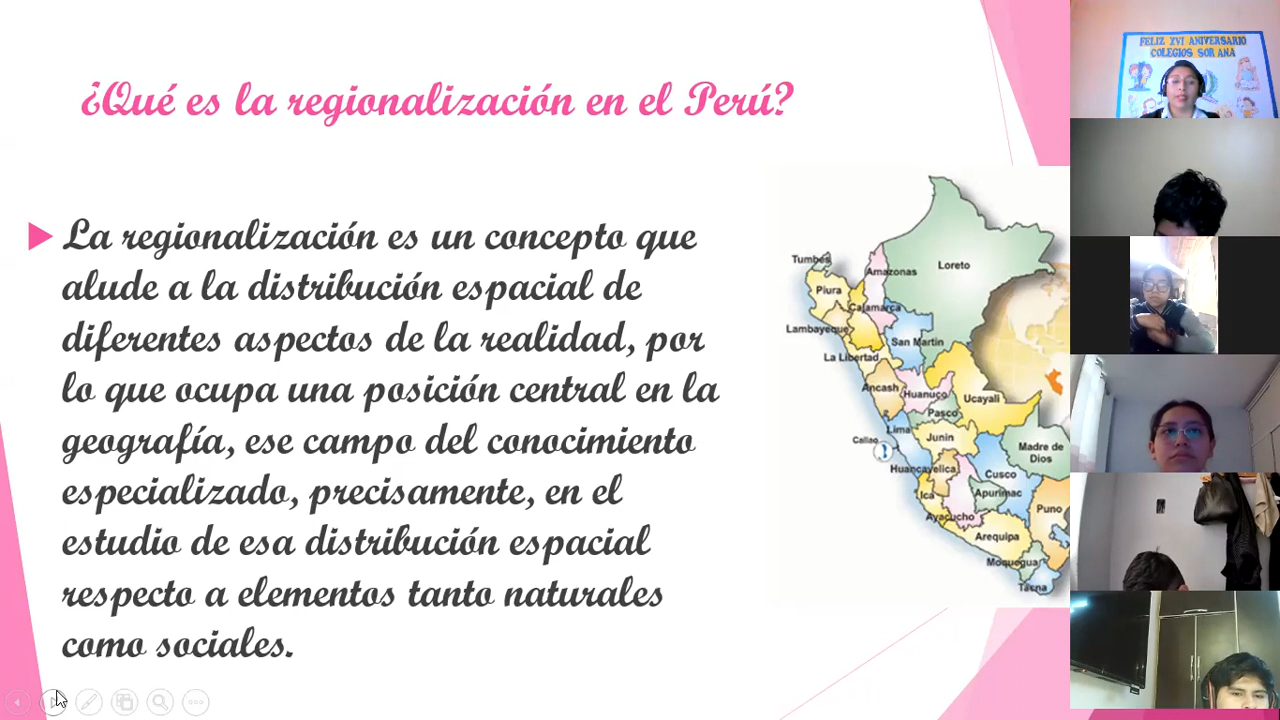 ¿Qué es la regionalización en el Perú?
La regionalización es un concepto que
alude a la distribución espacial de
diferentes aspectos de la realidad, por
lo que ocupa una posición central en la
geografía, ese campo del conocimiento
especializado, precisamente, en el
estudio de esa distribución espacial
respecto a elementos tanto naturales
como sociales.
Tumbes
Loreto
Amazonas
Piura
Cajamarca
Lambayeque
San Martin
La Libertad
Ancash
Huanuco
Ucayali
Pasco
Lima
Callao
Junin
Madre de
Dios
Huancavelica
Cusco
Ica
Apurimac
Puno
Ayacucho
Arequipa
Moquegua
Tacna
FELIZ XVI ANIVERSARIO
COLEGIOS SOR ANA